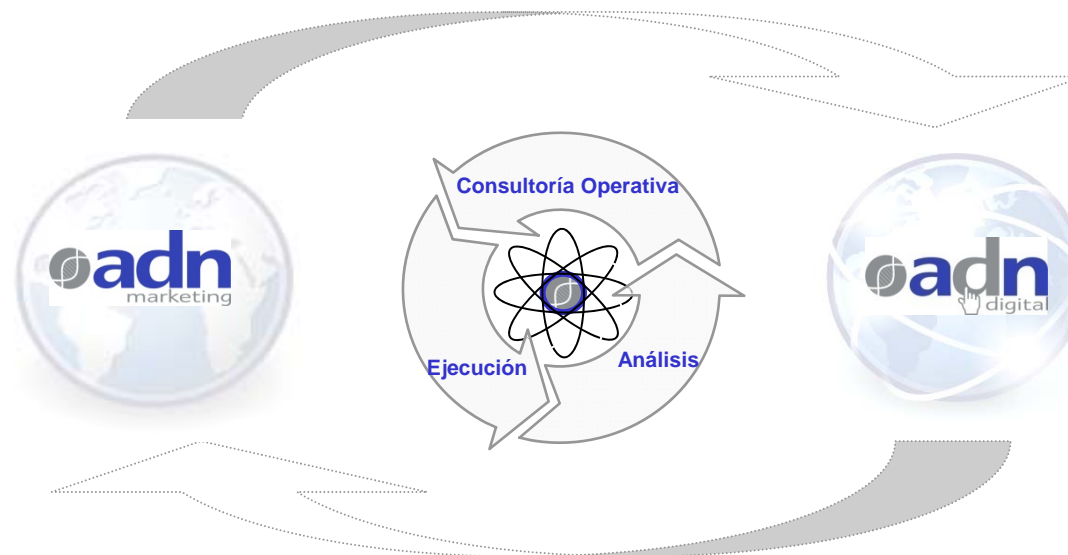 Consultoría Operativa
adn
marketing
adn
digital
Ejecución
Análisis